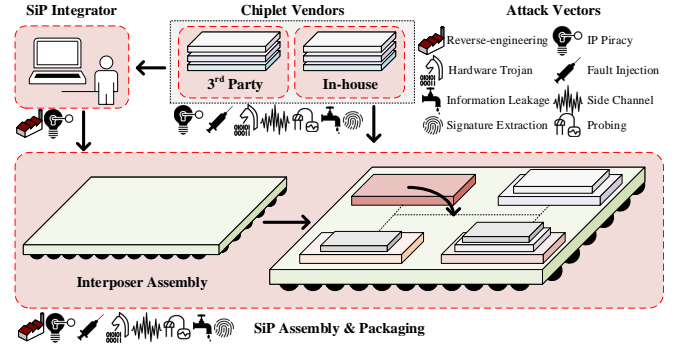 SiP Integrator
Chiplet Vendors
Attack Vectors
3rd Party
In-house
Reverse-engineering
IP Piracy
Hardware Trojan
Fault Injection
Information Leakage
Side Channel
Signature Extraction
Probing
Interposer Assembly
SiP Assembly & Packaging